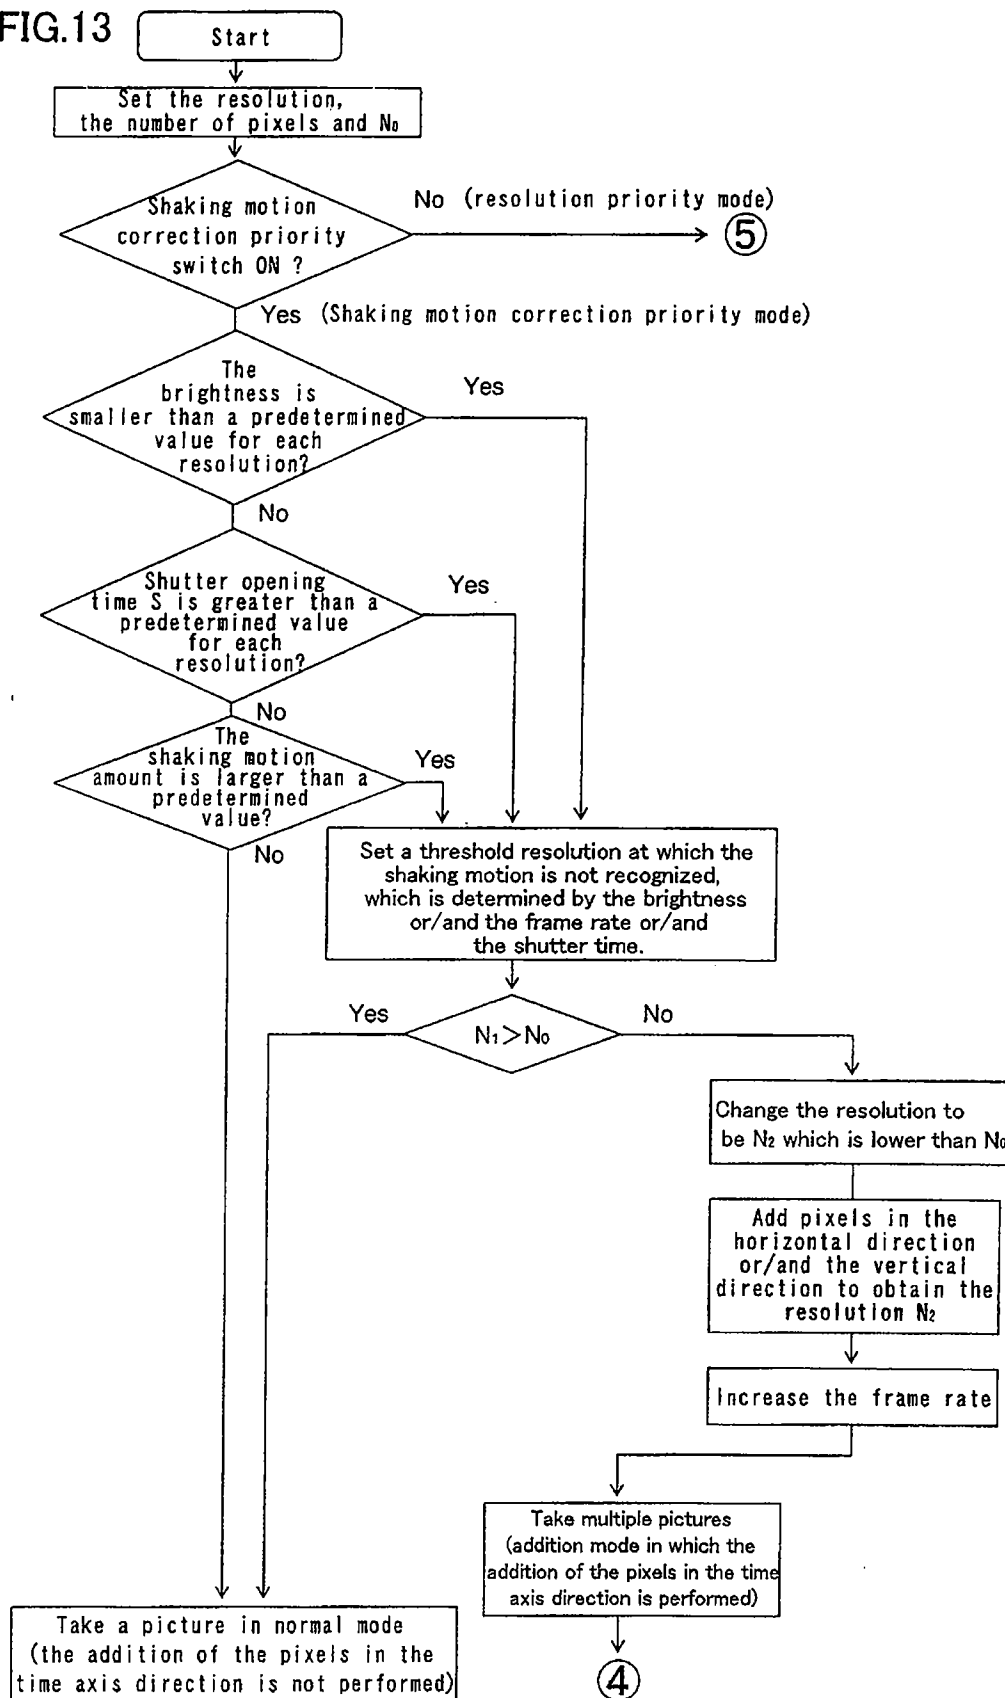 FIG.13
Start
Set the resolution,
the number of pixels and N₀
Shaking motion
correction priority
switch ON ?
No (resolution priority mode)
⑤
Yes (Shaking motion correction priority mode)
The
brightness is
smaller than a predetermined
value for each
resolution?
Yes
No
Shutter opening
time S is greater than a
predetermined value
for each
resolution?
Yes
No
The
shaking motion
amount is larger than a
predetermined
value?
Yes
No
Set a threshold resolution at which the
shaking motion is not recognized,
which is determined by the brightness
or/and the frame rate or/and
the shutter time.
Yes
N₁>N₀
No
Change the resolution to
be N₂ which is lower than N₀
Add pixels in the
horizontal direction
or/and the vertical
direction to obtain the
resolution N₂
Increase the frame rate
Take multiple pictures
(addition mode in which the
addition of the pixels in the time
axis direction is performed)
④
Take a picture in normal mode
(the addition of the pixels in the
time axis direction is not performed)